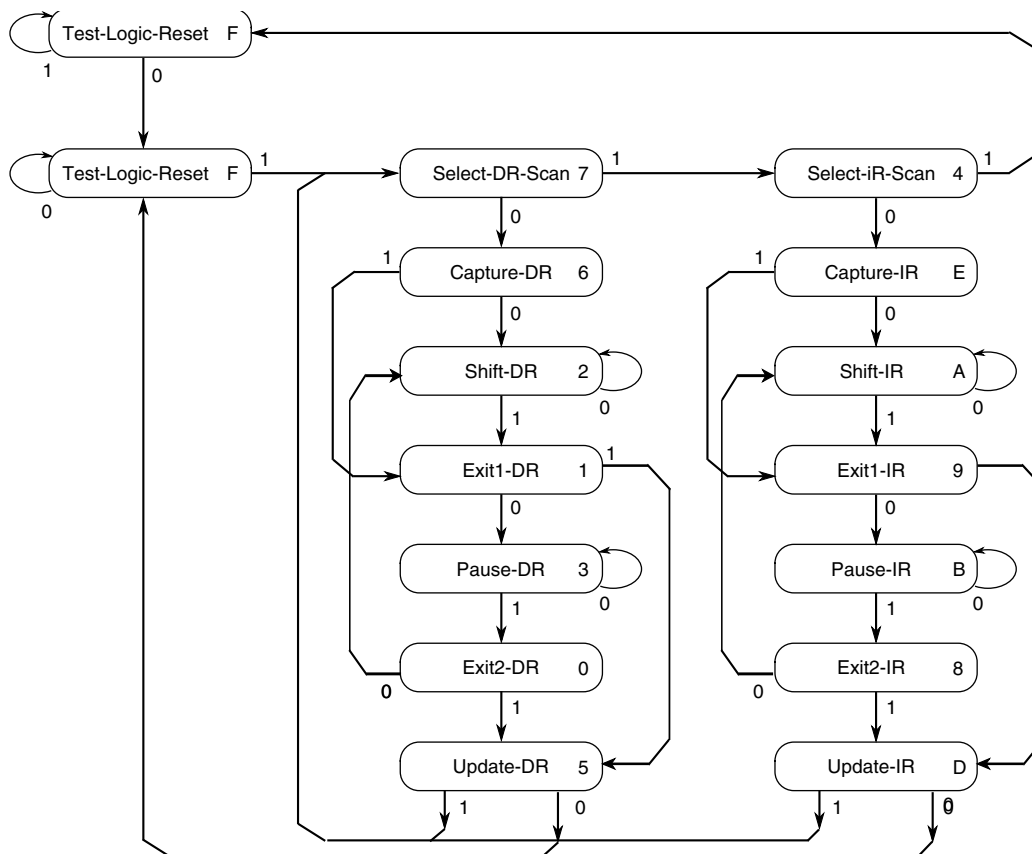 Test-Logic-Reset F
1
0
Test-Logic-Reset F
1
Select-DR-Scan 7
1
Select-iR-Scan 4
1
0
0
0
1
Capture-DR 6
1
Capture-IR E
0
0
Shift-DR 2
Shift-IR A
0
0
1
1
Exit1-DR 1
1
Exit1-IR 9
0
0
Pause-DR 3
Pause-IR B
0
0
1
1
Exit2-DR 0
Exit2-IR 8
0
0
1
1
Update-DR 5
Update-IR D
1
0
1
0